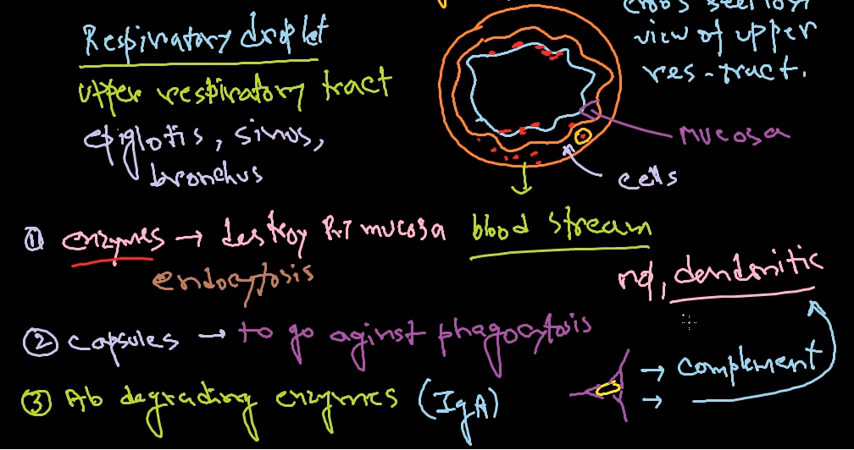 Respiratory droplet
upper respiratory tract
epiglotis, sinus,
bronchus
view of upper
res-tract.
mucosa
cells
① enzymes → destroy R.T mucosa
blood stream
endocytosis
mφ, dendritic
② capsules → to go aginst phagocytosis
→ complement
→
③ Ab degrading enzymes (IgA)